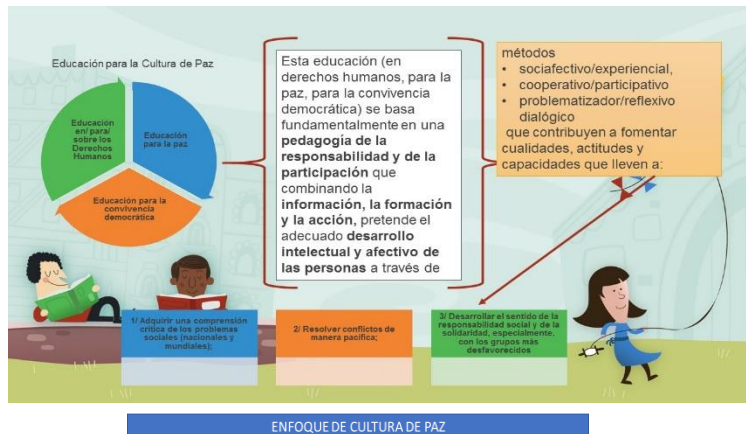 Educación para la Cultura de Paz
Educación
en/ para/
sobre los
Derechos
Humanos
Educación
para la paz
Educación para la
convivencia
democrática
Esta educación (en
derechos humanos, para la
paz, para la convivencia
democrática) se basa
fundamentalmente en una
pedagogía de la
responsabilidad y de la
participación que
combinando la
información, la formación
y la acción, pretende el
adecuado desarrollo
intelectual y afectivo de
las personas a través de
métodos
• sociafectivo/experiencial,
• cooperativo/participativo
• problematizador/reflexivo
dialógico
que contribuyen a fomentar
cualidades, actitudes y
capacidades que lleven a:
1/ Adquirir una comprensión
crítica de los problemas
sociales (nacionales y
mundiales);
2/ Resolver conflictos de
manera pacífica;
3/ Desarrollar el sentido de la
responsabilidad social y de la
solidaridad, especialmente,
con los grupos más
desfavorecidos
ENFOQUE DE CULTURA DE PAZ